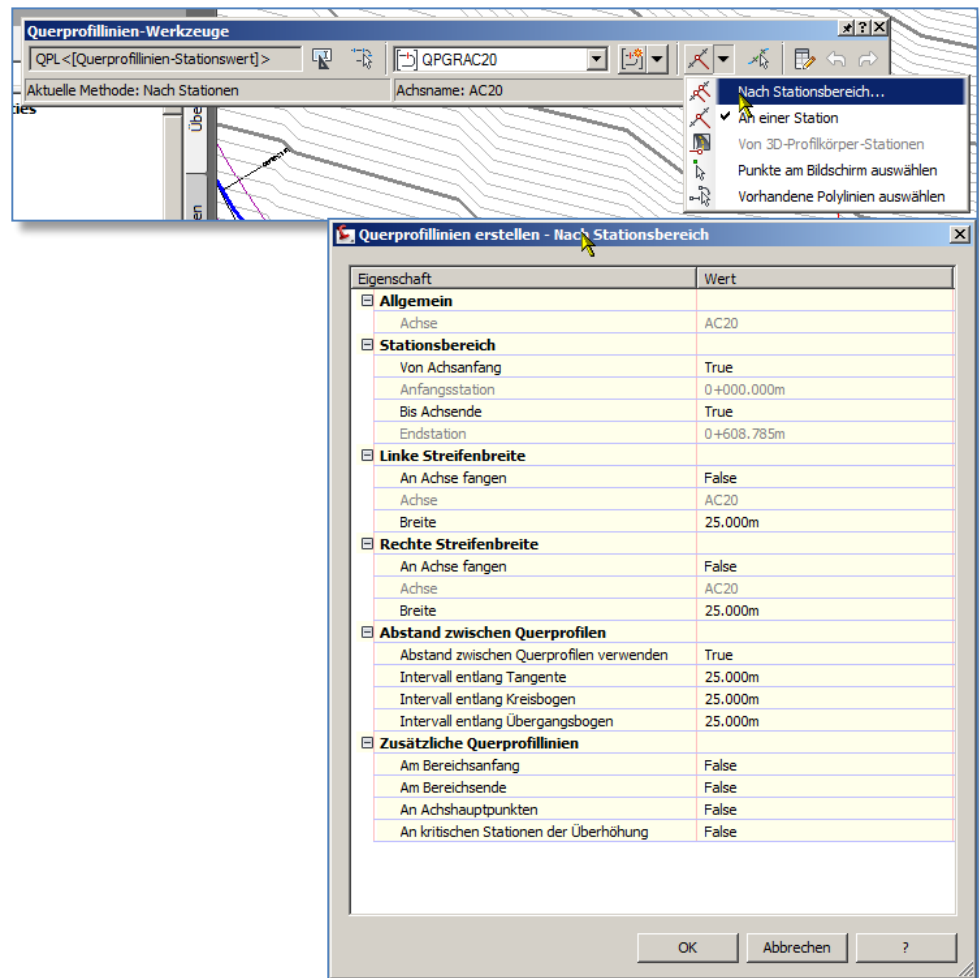 Querprofillinien-Werkzeuge
QPL<[Querprofillinien-Stationswert]>
QPGRAC20
Aktuelle Methode: Nach Stationen
Achsname: AC20
Nach Stationsbereich...
An einer Station
Von 3D-Profilkörper-Stationen
Punkte am Bildschirm auswählen
Vorhandene Polylinien auswählen
Querprofillinien erstellen - Nach Stationsbereich
Eigenschaft Wert
Allgemein
Achse AC20
Stationsbereich
Von Achsanfang True
Anfangsstation 0+000.000m
Bis Achsende True
Endstation 0+608.785m
Linke Streifenbreite
An Achse fangen False
Achse AC20
Breite 25.000m
Rechte Streifenbreite
An Achse fangen False
Achse AC20
Breite 25.000m
Abstand zwischen Querprofilen
Abstand zwischen Querprofilen verwenden True
Intervall entlang Tangente 25.000m
Intervall entlang Kreisbogen 25.000m
Intervall entlang Übergangsbogen 25.000m
Zusätzliche Querprofillinien
Am Bereichsanfang False
Am Bereichsende False
An Achshauptpunkten False
An kritischen Stationen der Überhöhung False
OK Abbrechen ?